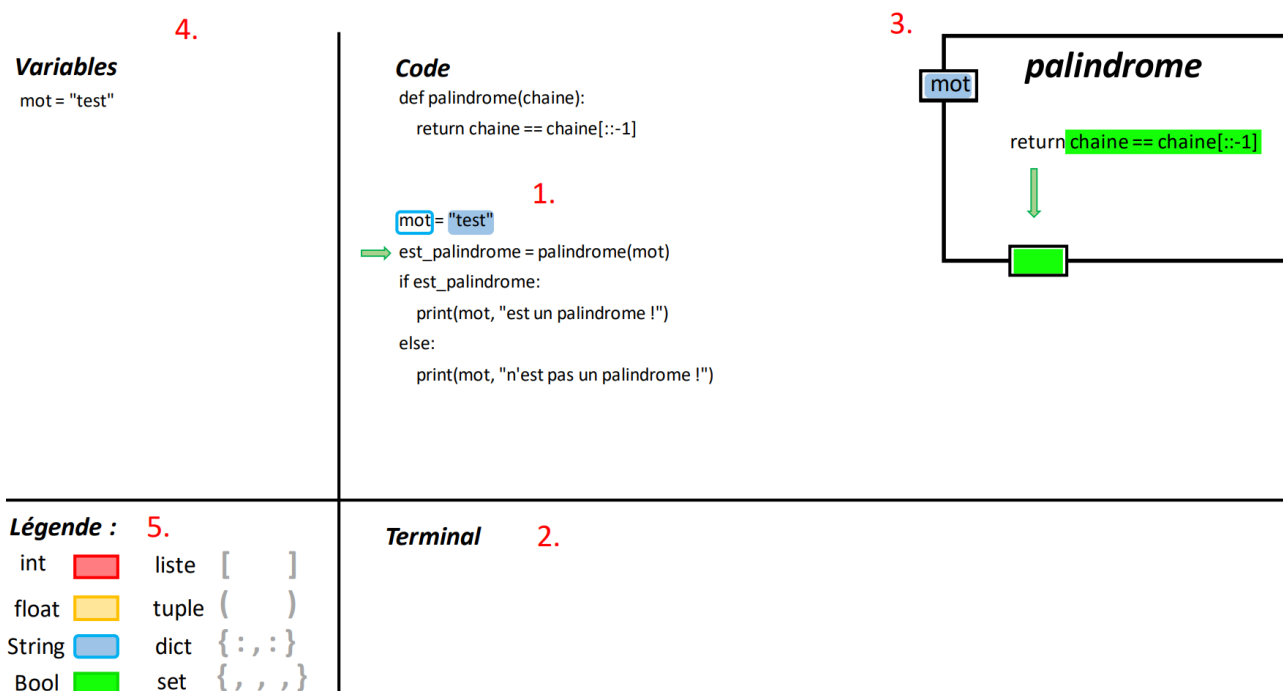 4.
Variables
mot = "test"
Code
def palindrome(chaine):
return chaine == chaine[::-1]
1.
mot = "test"
est_palindrome = palindrome(mot)
if est_palindrome:
print(mot, "est un palindrome !")
else:
print(mot, "n'est pas un palindrome !")
3.
palindrome
mot
return chaine == chaine[::-1]
Légende : 5.
int liste [ ]
float tuple ( )
String dict { : , : }
Bool set { , , , }
Terminal 2.